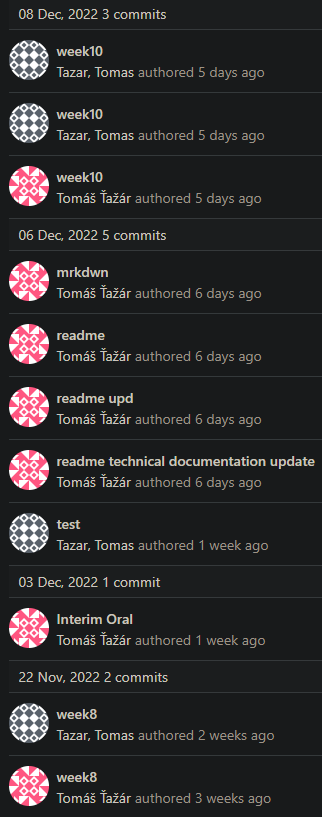 08 Dec, 2022 3 commits
week10
Tazar, Tomas authored 5 days ago
week10
Tazar, Tomas authored 5 days ago
week10
Tomáš Ťažár authored 5 days ago
06 Dec, 2022 5 commits
mrkdwn
Tomáš Ťažár authored 6 days ago
readme
Tomáš Ťažár authored 6 days ago
readme upd
Tomáš Ťažár authored 6 days ago
readme technical documentation update
Tomáš Ťažár authored 6 days ago
test
Tazar, Tomas authored 1 week ago
03 Dec, 2022 1 commit
Interim Oral
Tomáš Ťažár authored 1 week ago
22 Nov, 2022 2 commits
week8
Tazar, Tomas authored 2 weeks ago
week8
Tomáš Ťažár authored 3 weeks ago